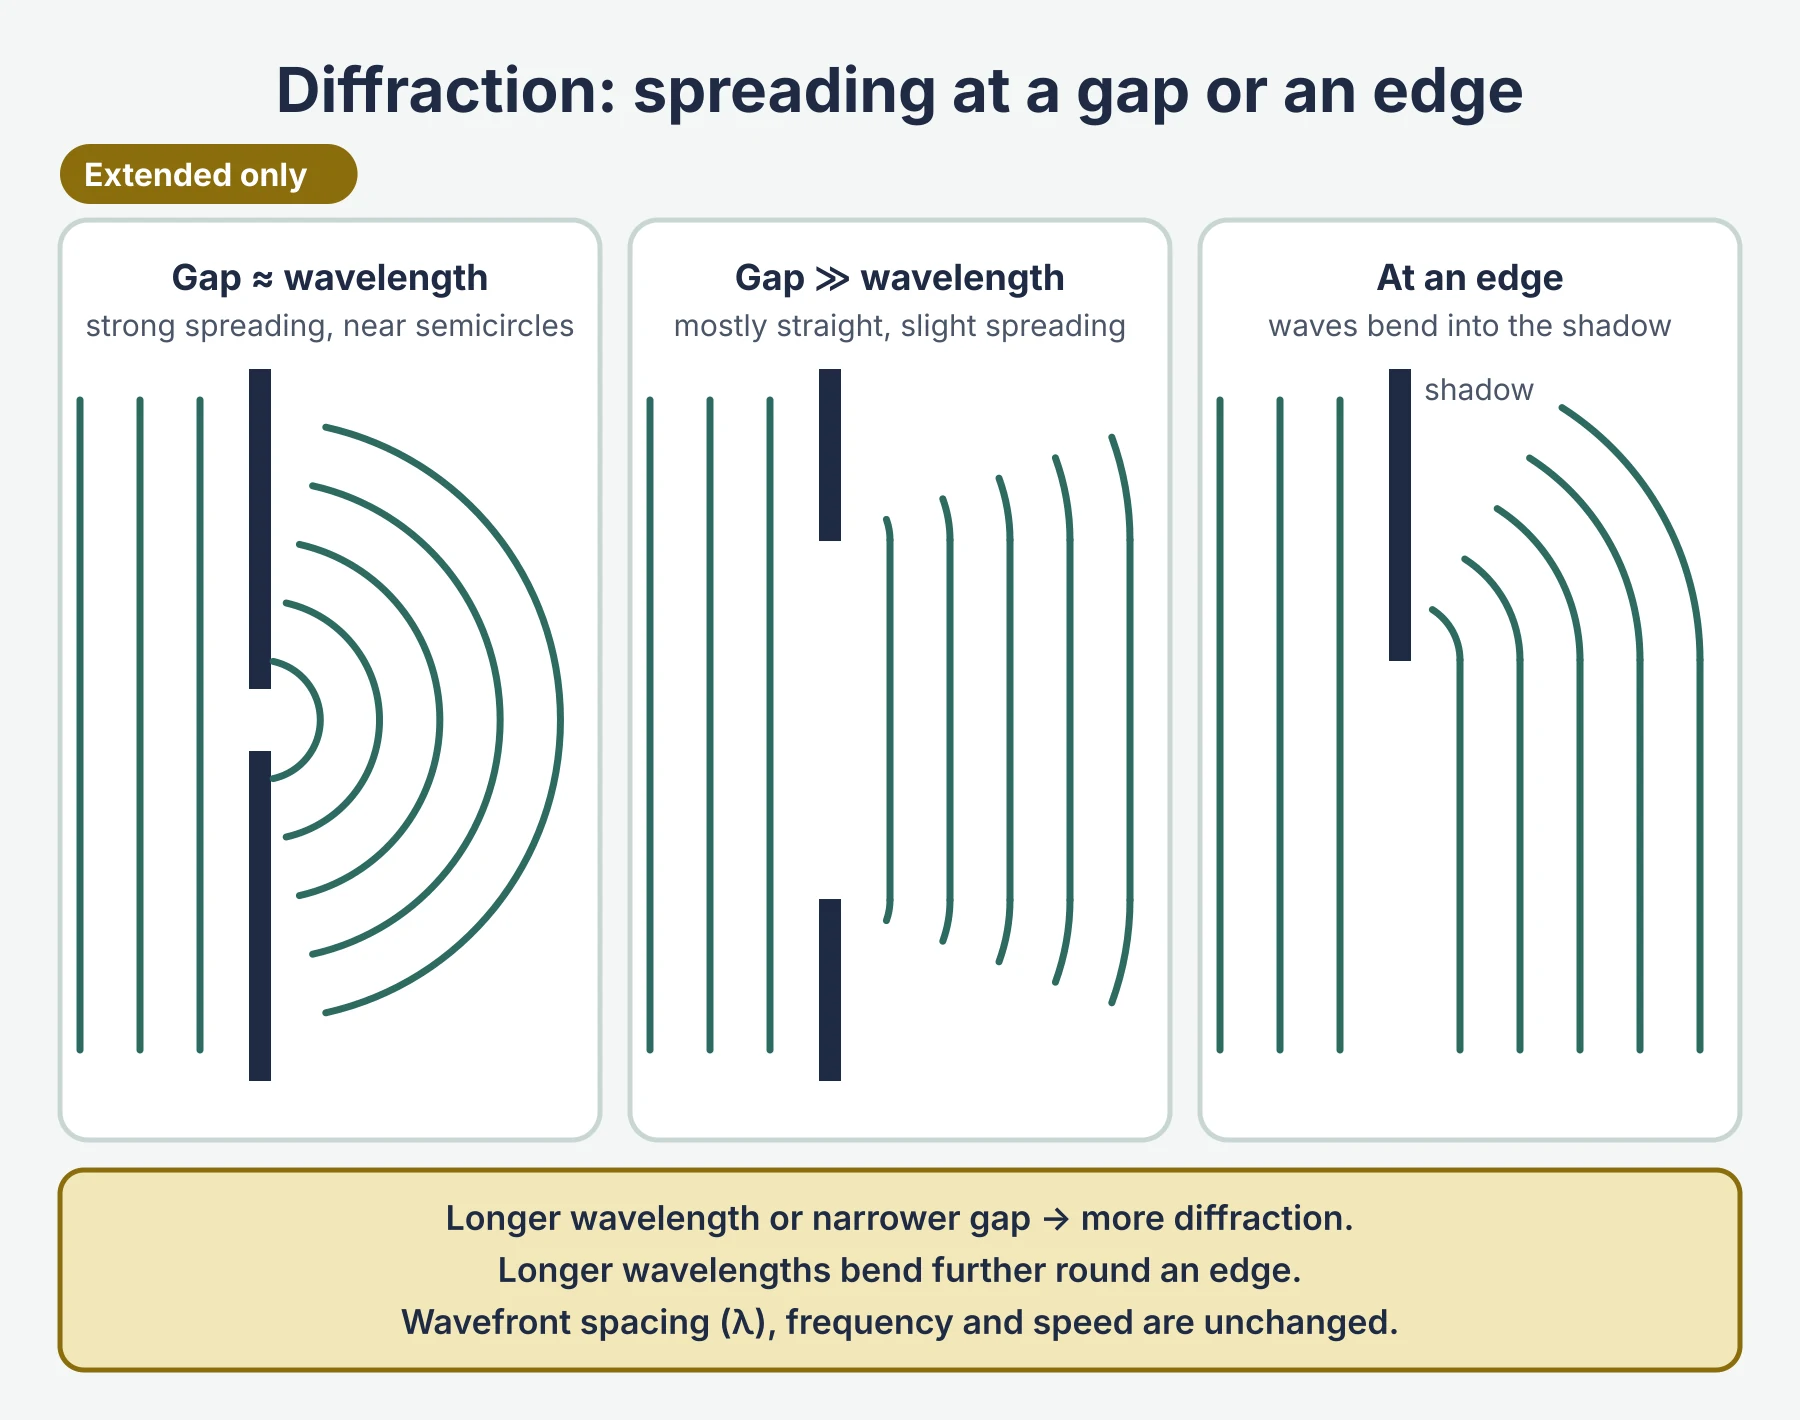 Diffraction: spreading at a gap or an edge
Extended only
Gap ≈ wavelength
strong spreading, near semicircles
Gap ≫ wavelength
mostly straight, slight spreading
At an edge
waves bend into the shadow
shadow
Longer wavelength or narrower gap → more diffraction.
Longer wavelengths bend further round an edge.
Wavefront spacing (λ), frequency and speed are unchanged.